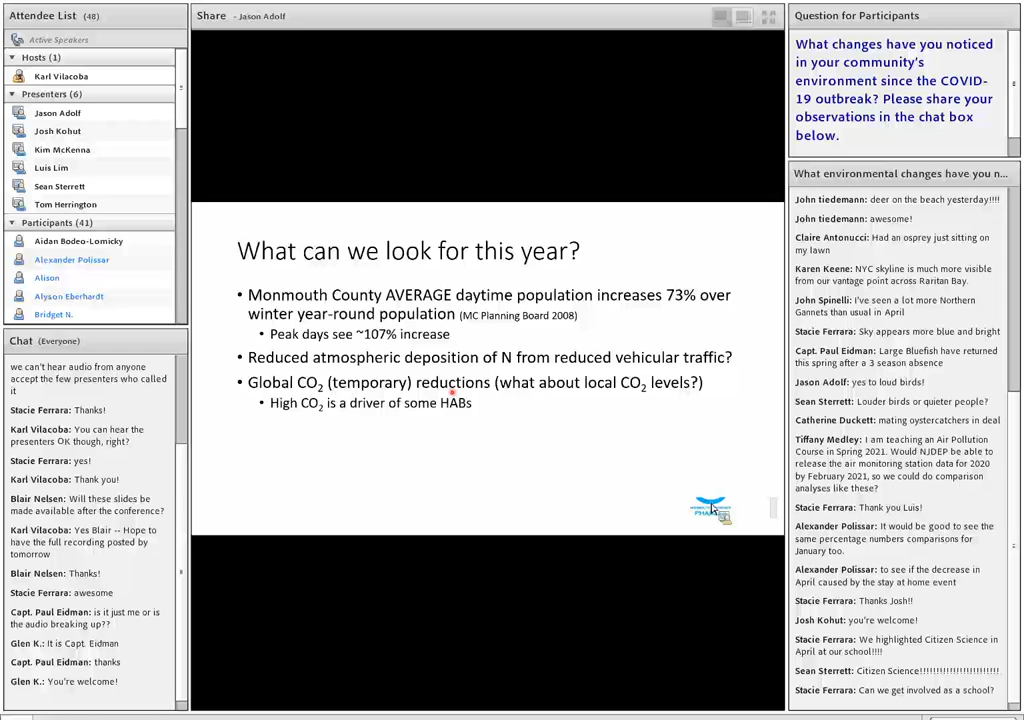 Attendee List (48)
Active Speakers
Hosts (1)
Karl Vilacoba
Presenters (6)
Jason Adolf
Josh Kohut
Kim McKenna
Luis Lim
Sean Sterrett
Tom Herrington
Participants (41)
Aidan Bodeo-Lomicky
Alexander Polissar
Alison
Alyson Eberhardt
Bridget N.
Chat (Everyone)
we can't hear audio from anyone
accept the few presenters who called
it
Stacie Ferrara: Thanks!
Karl Vilacoba: You can hear the
presenters OK though, right?
Stacie Ferrara: yes!
Karl Vilacoba: Thank you!
Blair Nelsen: Will these slides be
made available after the conference?
Karl Vilacoba: Yes Blair -- Hope to
have the full recording posted by
tomorrow
Blair Nelsen: Thanks!
Stacie Ferrara: awesome
Capt. Paul Eidman: is it just me or is
the audio breaking up??
Glen K.: It is Capt. Eidman
Capt. Paul Eidman: thanks
Glen K.: You're welcome!
Share - Jason Adolf
What can we look for this year?
• Monmouth County AVERAGE daytime population increases 73% over
winter year-round population (MC Planning Board 2008)
• Peak days see ~107% increase
• Reduced atmospheric deposition of N from reduced vehicular traffic?
• Global CO₂ (temporary) reductions (what about local CO₂ levels?)
• High CO₂ is a driver of some HABs
Question for Participants
What changes have you noticed
in your community's
environment since the COVID-
19 outbreak? Please share your
observations in the chat box
below.
What environmental changes have you n...
John tiedemann: deer on the beach yesterday!!!!
John tiedemann: awesome!
Claire Antonucci: Had an osprey just sitting on
my lawn
Karen Keene: NYC skyline is much more visible
from our vantage point across Raritan Bay.
John Spinelli: I've seen a lot more Northern
Gannets than usual in April
Stacie Ferrara: Sky appears more blue and bright
Capt. Paul Eidman: Large Bluefish have returned
this spring after a 3 season absence
Jason Adolf: yes to loud birds!
Sean Sterrett: Louder birds or quieter people?
Catherine Duckett: mating oystercatchers in deal
Tiffany Medley: I am teaching an Air Pollution
Course in Spring 2021. Would NJDEP be able to
release the air monitoring station data for 2020
by February 2021, so we could do comparison
analyses like these?
Stacie Ferrara: Thank you Luis!
Alexander Polissar: It would be good to see the
same percentage numbers comparisons for
January too.
Alexander Polissar: to see if the decrease in
April caused by the stay at home event
Stacie Ferrara: Thanks Josh!!
Josh Kohut: you're welcome!
Stacie Ferrara: We highlighted Citizen Science in
April at our school!!!!
Sean Sterrett: Citizen Science!!!!!!!!!!!!!!!!!!!!!!!!
Stacie Ferrara: Can we get involved as a school?